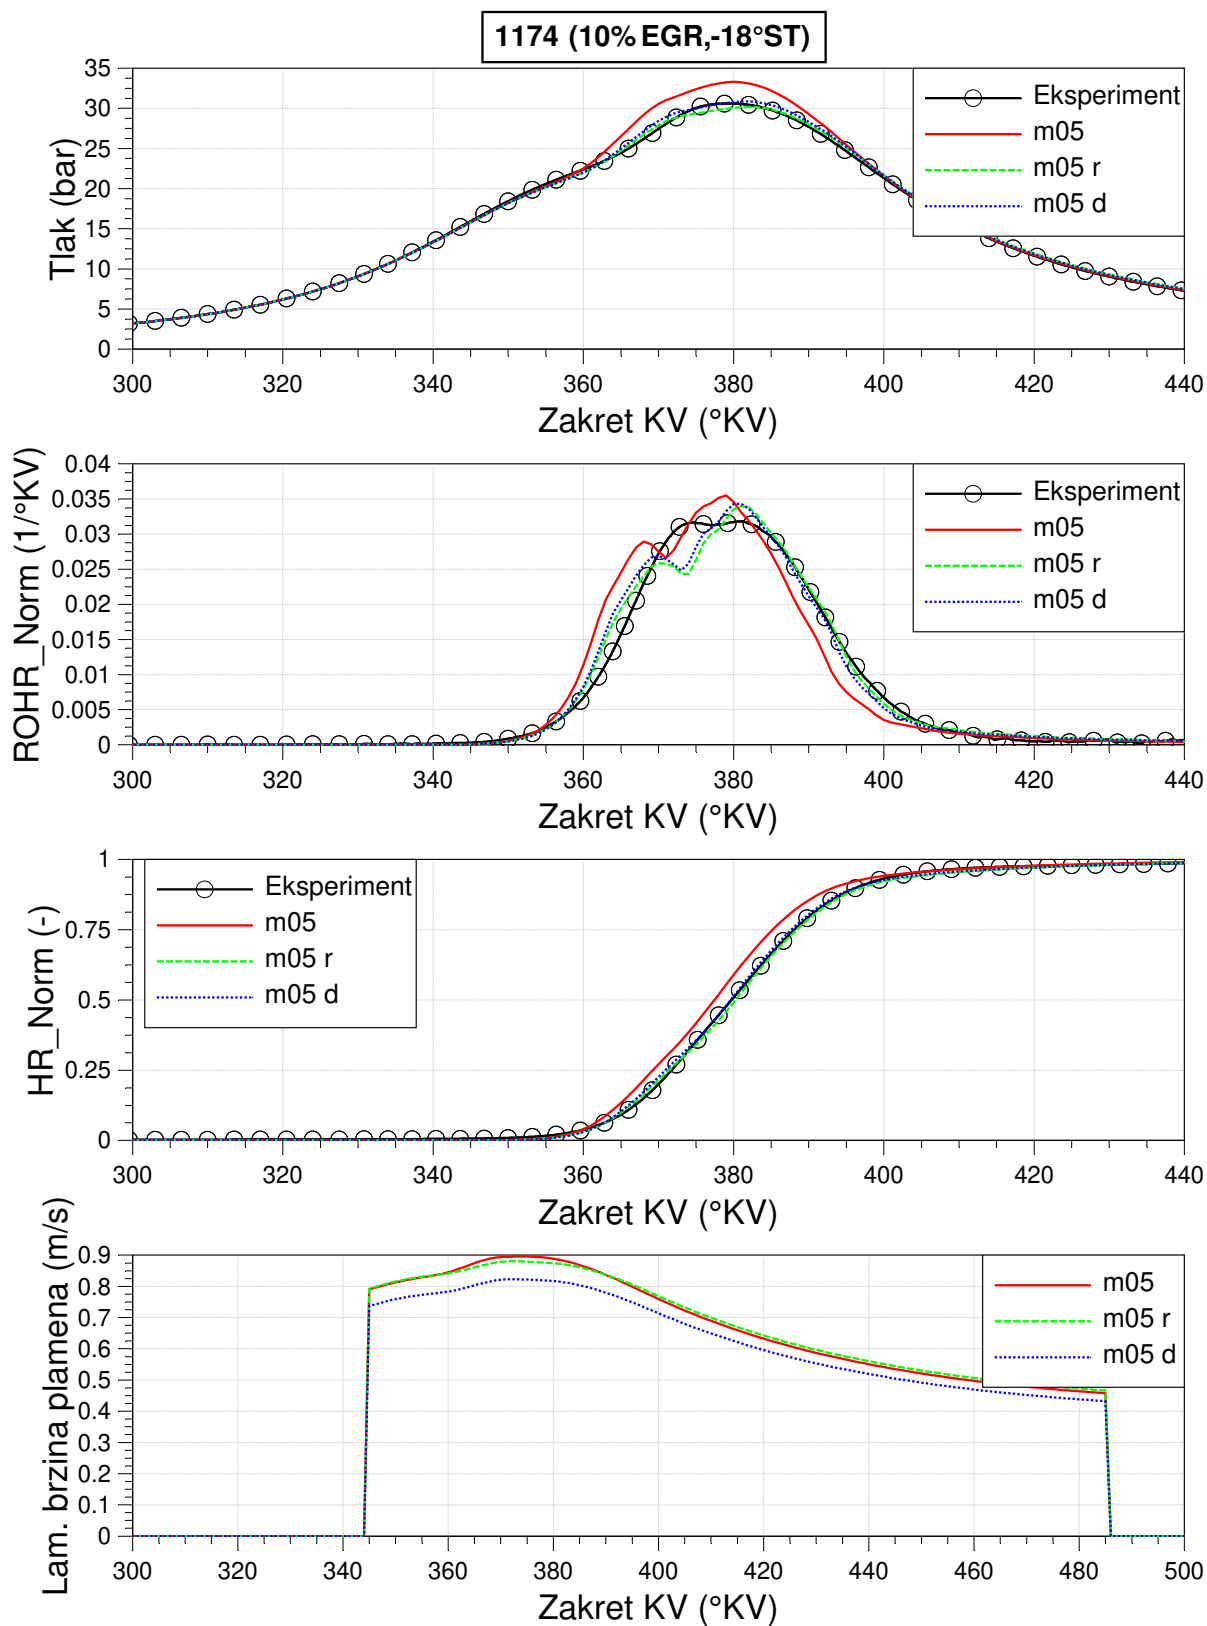 1174 (10% EGR,-18°ST)
Tlak (bar)
35
30
25
20
15
10
5
0
Eksperiment
m05
m05 r
m05 d
300 320 340 360 380 400 420 440
Zakret KV (°KV)
ROHR_Norm (1/°KV)
0.04
0.035
0.03
0.025
0.02
0.015
0.01
0.005
0
Eksperiment
m05
m05 r
m05 d
300 320 340 360 380 400 420 440
Zakret KV (°KV)
HR_Norm (-)
1
0.75
0.5
0.25
0
Eksperiment
m05
m05 r
m05 d
300 320 340 360 380 400 420 440
Zakret KV (°KV)
Lam. brzina plamena (m/s)
0.9
0.8
0.7
0.6
0.5
0.4
0.3
0.2
0.1
0
m05
m05 r
m05 d
300 320 340 360 380 400 420 440 460 480 500
Zakret KV (°KV)